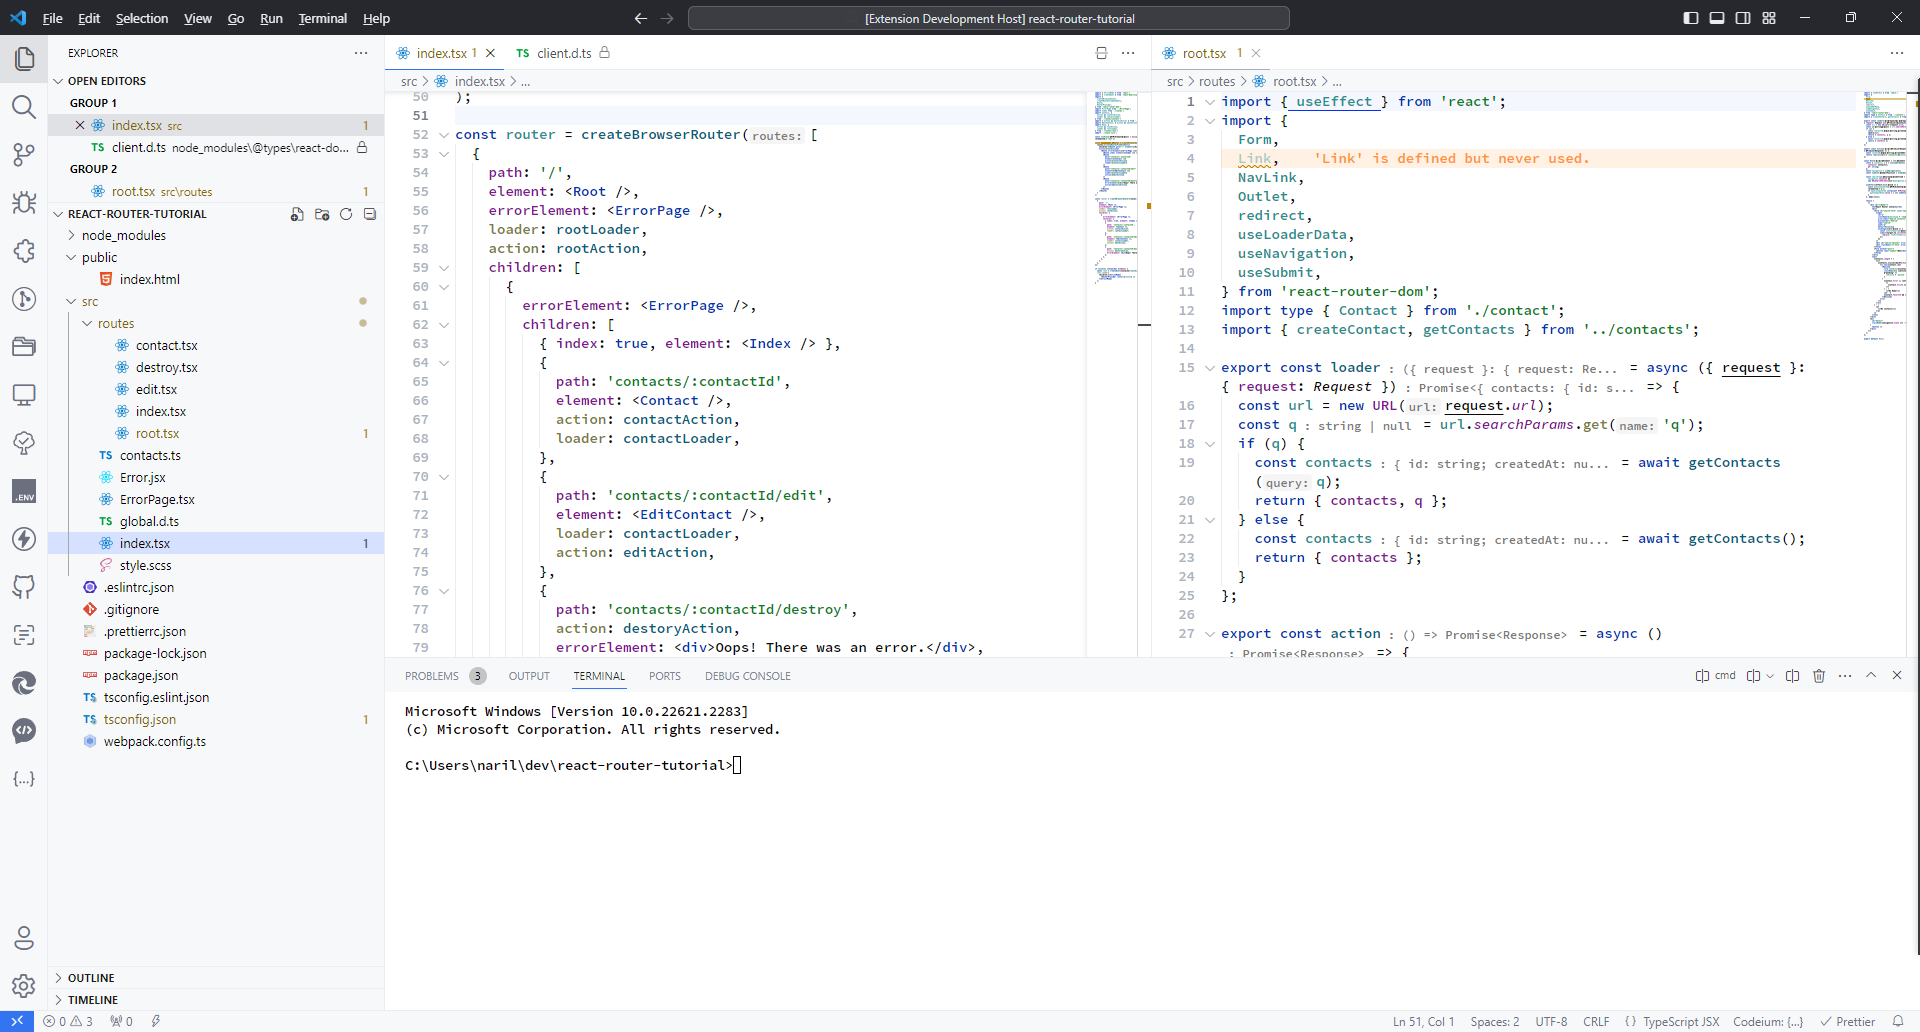 File Edit Selection View Go Run Terminal Help
[Extension Development Host] react-router-tutorial
EXPLORER
OPEN EDITORS
GROUP 1
index.tsx src 1
client.d.ts node_modules\@types\react-do...
GROUP 2
root.tsx src\routes 1
REACT-ROUTER-TUTORIAL
node_modules
public
index.html
src
routes
contact.tsx
destroy.tsx
edit.tsx
index.tsx
root.tsx 1
TS contacts.ts
Error.jsx
ErrorPage.tsx
TS global.d.ts
index.tsx 1
style.scss
.eslintrc.json
.gitignore
.prettierrc.json
package-lock.json
package.json
TS tsconfig.eslint.json
TS tsconfig.json 1
webpack.config.ts
OUTLINE
TIMELINE
.ENV
index.tsx 1
TS client.d.ts
src > index.tsx > ...
50 );
51
52 const router = createBrowserRouter(routes: [
53 {
54 path: '/',
55 element: <Root />,
56 errorElement: <ErrorPage />,
57 loader: rootLoader,
58 action: rootAction,
59 children: [
60 {
61 errorElement: <ErrorPage />,
62 children: [
63 { index: true, element: <Index /> },
64 {
65 path: 'contacts/:contactId',
66 element: <Contact />,
67 action: contactAction,
68 loader: contactLoader,
69 },
70 {
71 path: 'contacts/:contactId/edit',
72 element: <EditContact />,
73 loader: contactLoader,
74 action: editAction,
75 },
76 {
77 path: 'contacts/:contactId/destroy',
78 action: destoryAction,
79 errorElement: <div>Oops! There was an error.</div>,
root.tsx 1
src > routes > root.tsx > ...
1 import { useEffect } from 'react';
2 import {
3 Form,
4 Link, 'Link' is defined but never used.
5 NavLink,
6 Outlet,
7 redirect,
8 useLoaderData,
9 useNavigation,
10 useSubmit,
11 } from 'react-router-dom';
12 import type { Contact } from './contact';
13 import { createContact, getContacts } from '../contacts';
14
15 export const loader : ({ request }: { request: Re... = async ({ request }:
{ request: Request }) : Promise<{ contacts: { id: s... => {
16 const url = new URL(url: request.url);
17 const q : string | null = url.searchParams.get(name: 'q');
18 if (q) {
19 const contacts : { id: string; createdAt: nu... = await getContacts
(query: q);
20 return { contacts, q };
21 } else {
22 const contacts : { id: string; createdAt: nu... = await getContacts();
23 return { contacts };
24 }
25 };
26
27 export const action : () => Promise<Response> = async ()
: Promise<Response> => {
PROBLEMS 3 OUTPUT TERMINAL PORTS DEBUG CONSOLE
cmd
Microsoft Windows [Version 10.0.22621.2283]
(c) Microsoft Corporation. All rights reserved.
C:\Users\naril\dev\react-router-tutorial>
0 3 0
Ln 51, Col 1 Spaces: 2 UTF-8 CRLF {} TypeScript JSX Codeium: {...} Prettier